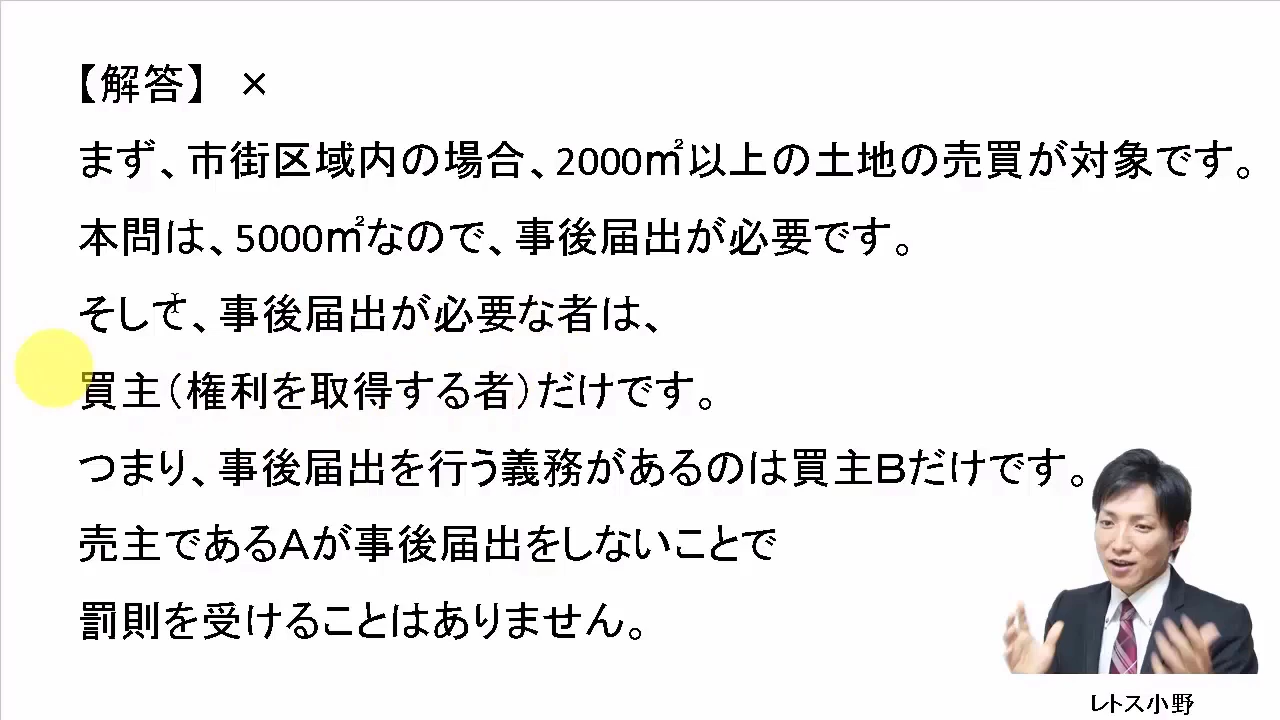 【解答】 ×
まず、市街区域内の場合、2000㎡以上の土地の売買が対象です。
本問は、5000㎡なので、事後届出が必要です。
そして、事後届出が必要な者は、
買主（権利を取得する者）だけです。
つまり、事後届出を行う義務があるのは買主Ｂだけです。
売主であるＡが事後届出をしないことで
罰則を受けることはありません。
レトス小野